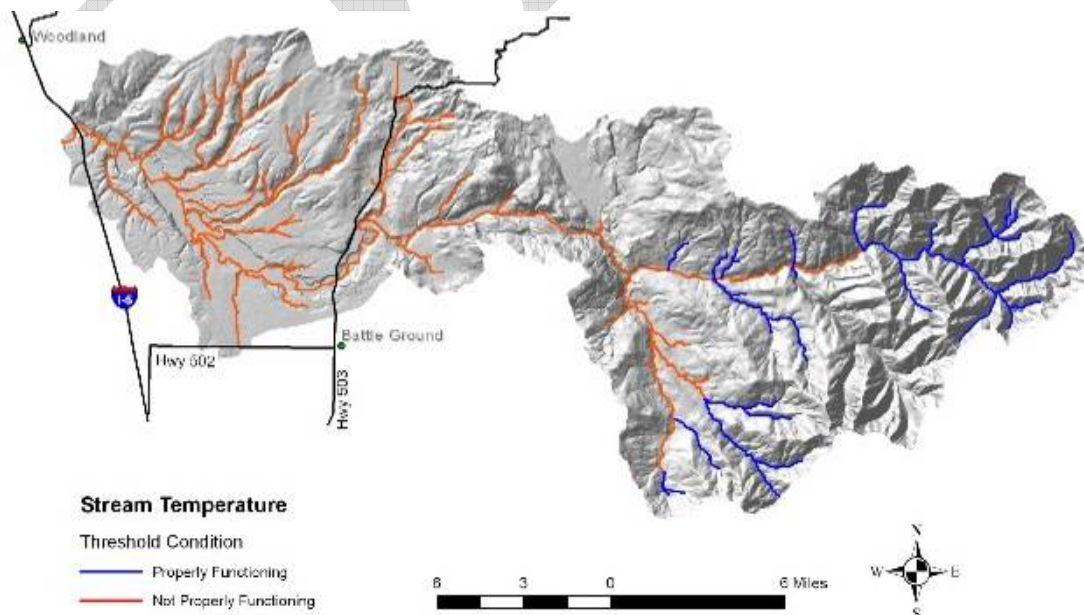 Woodland
I-5
Battle Ground
Hwy 502
Hwy 503
Stream Temperature
Threshold Condition
Properly Functioning
Not Properly Functioning
6 3 0 6 Miles
N
W E
S